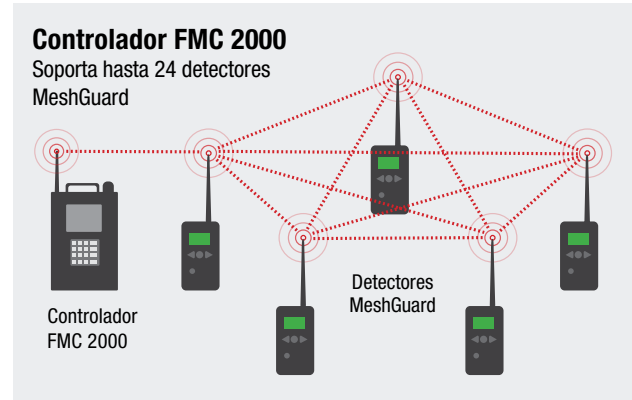 Controlador FMC 2000
Soporta hasta 24 detectores
MeshGuard
Controlador
FMC 2000
Detectores
MeshGuard